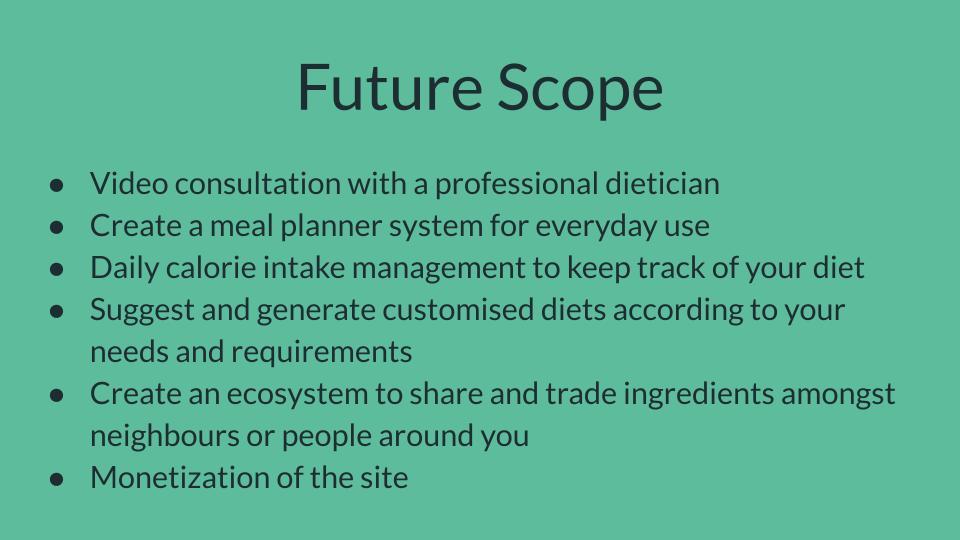 Future Scope
● Video consultation with a professional dietician
● Create a meal planner system for everyday use
● Daily calorie intake management to keep track of your diet
● Suggest and generate customised diets according to your
needs and requirements
● Create an ecosystem to share and trade ingredients amongst
neighbours or people around you
● Monetization of the site